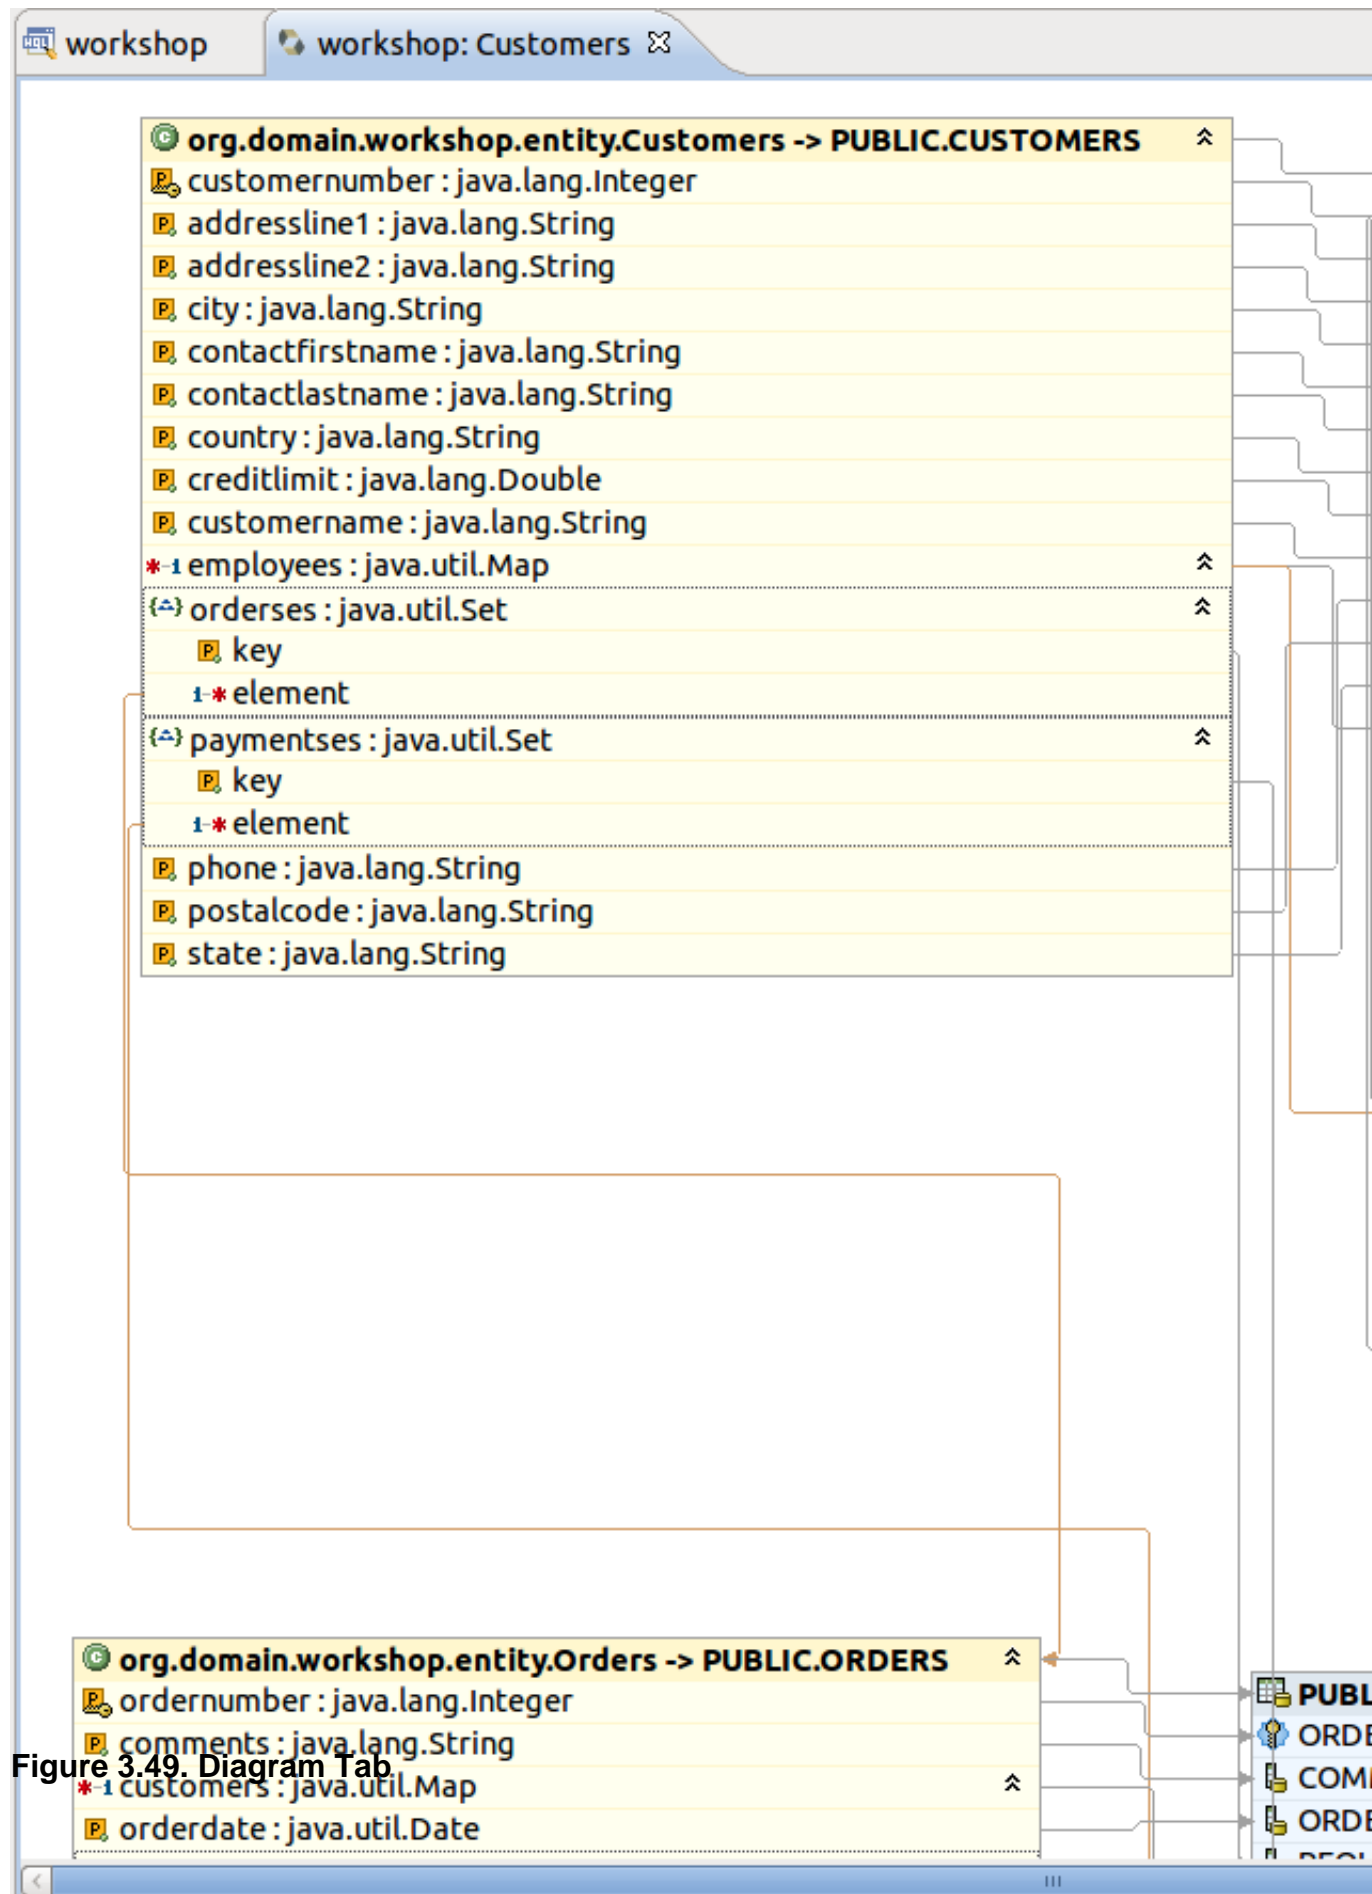 workshop
workshop: Customers
org.domain.workshop.entity.Customers -> PUBLIC.CUSTOMERS
customernumber : java.lang.Integer
addressline1 : java.lang.String
addressline2 : java.lang.String
city : java.lang.String
contactfirstname : java.lang.String
contactlastname : java.lang.String
country : java.lang.String
creditlimit : java.lang.Double
customername : java.lang.String
employees : java.util.Map
orderses : java.util.Set
key
element
paymentses : java.util.Set
key
element
phone : java.lang.String
postalcode : java.lang.String
state : java.lang.String
org.domain.workshop.entity.Orders -> PUBLIC.ORDERS
ordernumber : java.lang.Integer
comments : java.lang.String
customers : java.util.Map
orderdate : java.util.Date
PUBL
ORDE
COM
ORDE
Figure 3.49. Diagram Tab